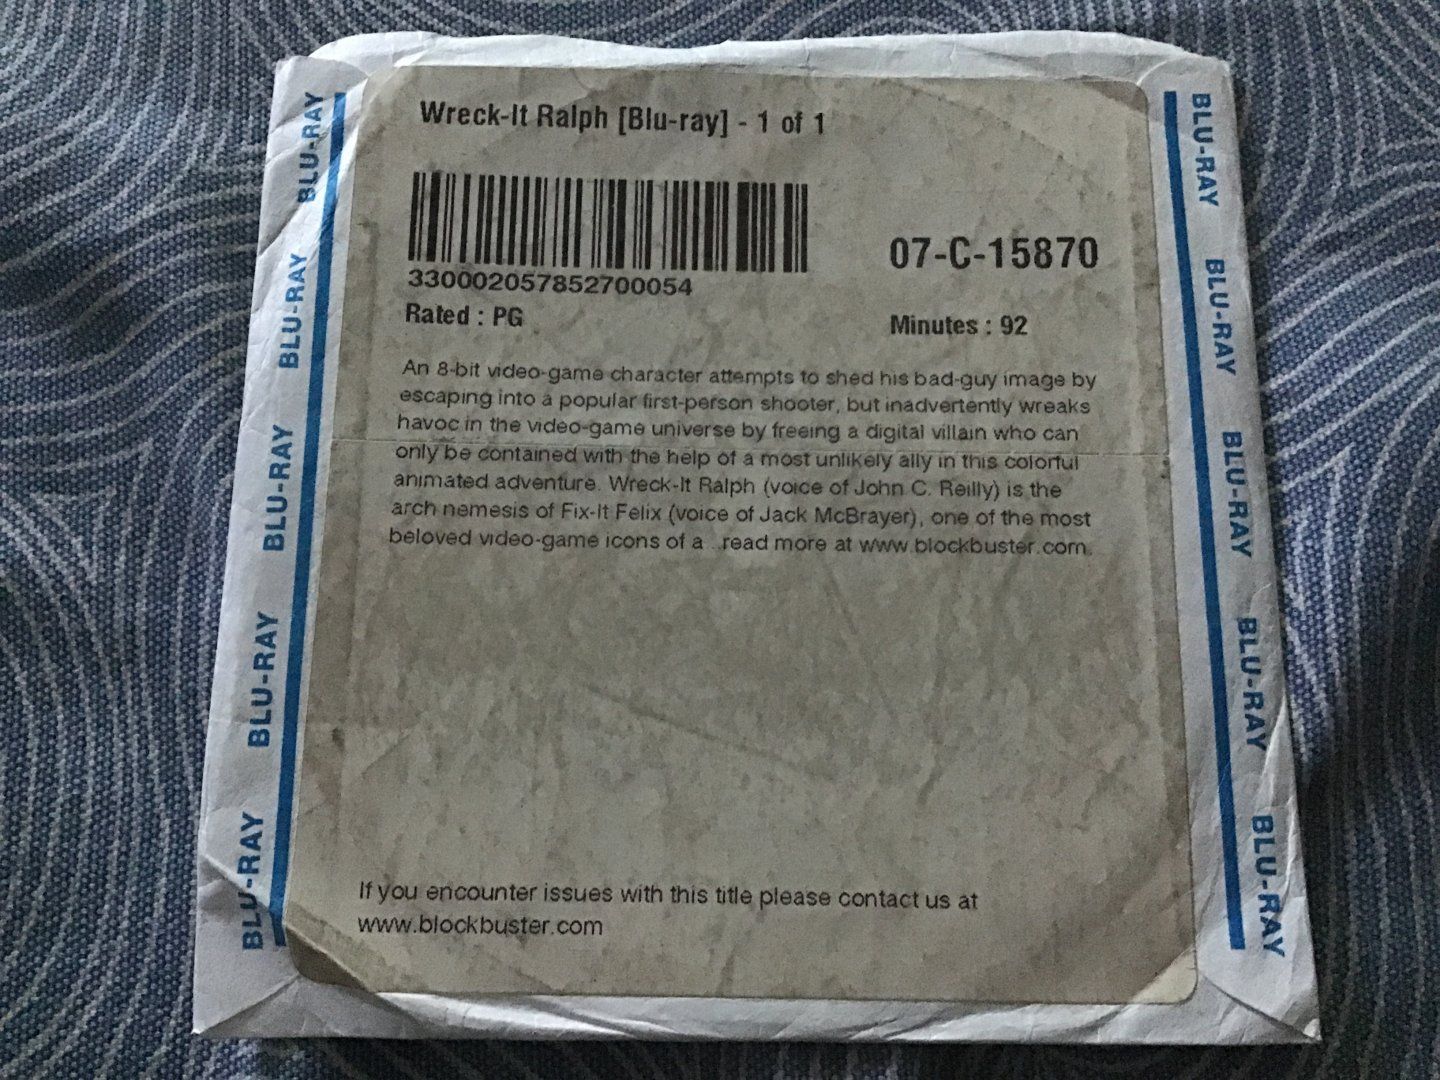 Wreck-It Ralph [Blu-ray] - 1 of 1
330002057852700054
07-C-15870
Rated : PG
Minutes : 92
An 8-bit video-game character attempts to shed his bad-guy image by
escaping into a popular first-person shooter, but inadvertently wreaks
havoc in the video-game universe by freeing a digital villain who can
only be contained with the help of a most unlikely ally in this colorful
animated adventure. Wreck-It Ralph (voice of John C. Reilly) is the
arch nemesis of Fix-It Felix (voice of Jack McBrayer), one of the most
beloved video-game icons of a ..read more at www.blockbuster.com.
If you encounter issues with this title please contact us at
www.blockbuster.com
BLU-RAY
BLU-RAY
BLU-RAY
BLU-RAY
BLU-RAY
BLU-RAY
BLU-RAY
BLU-RAY
BLU-RAY
BLU-RAY